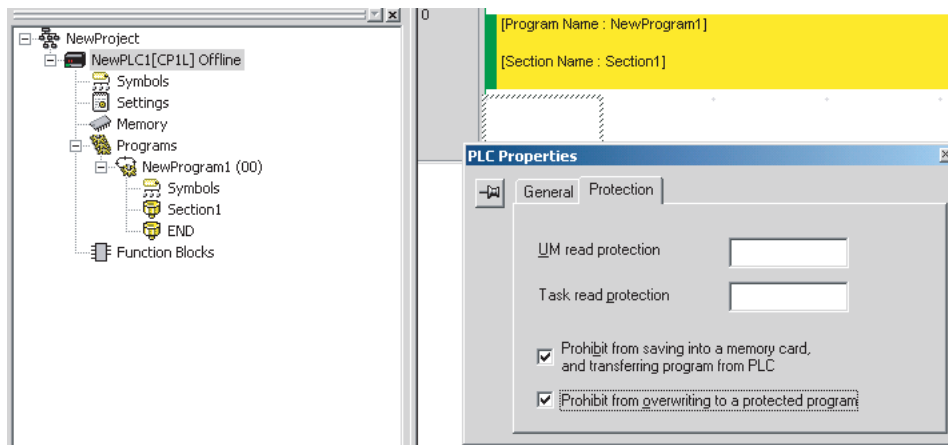 NewProject
NewPLC1[CP1L] Offline
Symbols
Settings
Memory
Programs
NewProgram1 (00)
Symbols
Section1
END
Function Blocks
0
[Program Name : NewProgram1]
[Section Name : Section1]
PLC Properties
General
Protection
UM read protection
Task read protection
Prohibit from saving into a memory card,
and transferring program from PLC
Prohibit from overwriting to a protected program